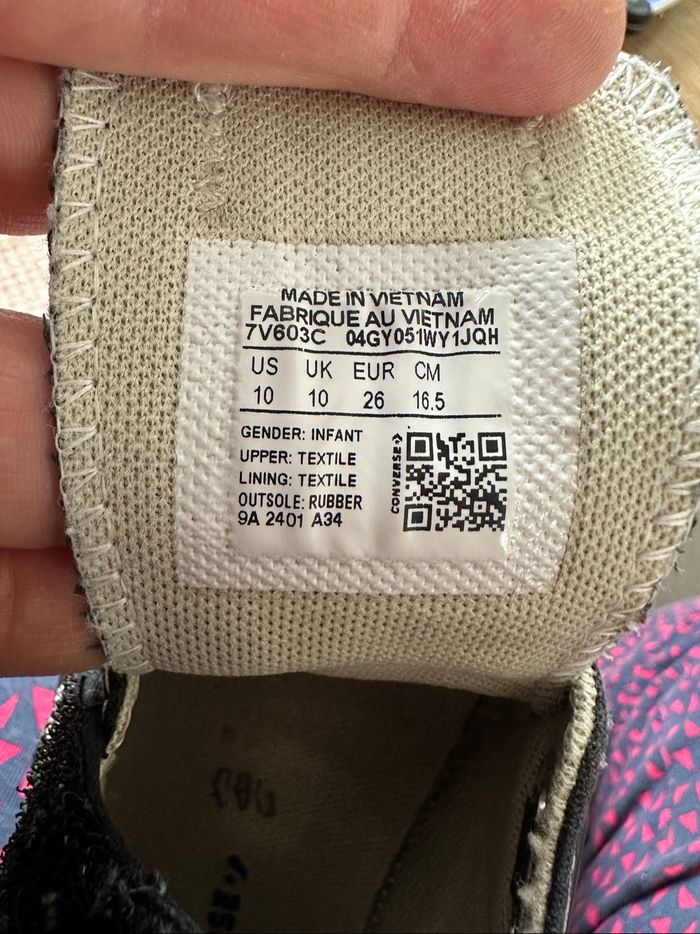 MADE IN VIETNAM
FABRIQUE AU VIETNAM
7V603C 04GY051WY1JQH
US UK EUR CM
10 10 26 16.5
GENDER: INFANT
UPPER: TEXTILE
LINING: TEXTILE
OUTSOLE: RUBBER
9A 2401 A34
CONVERSE